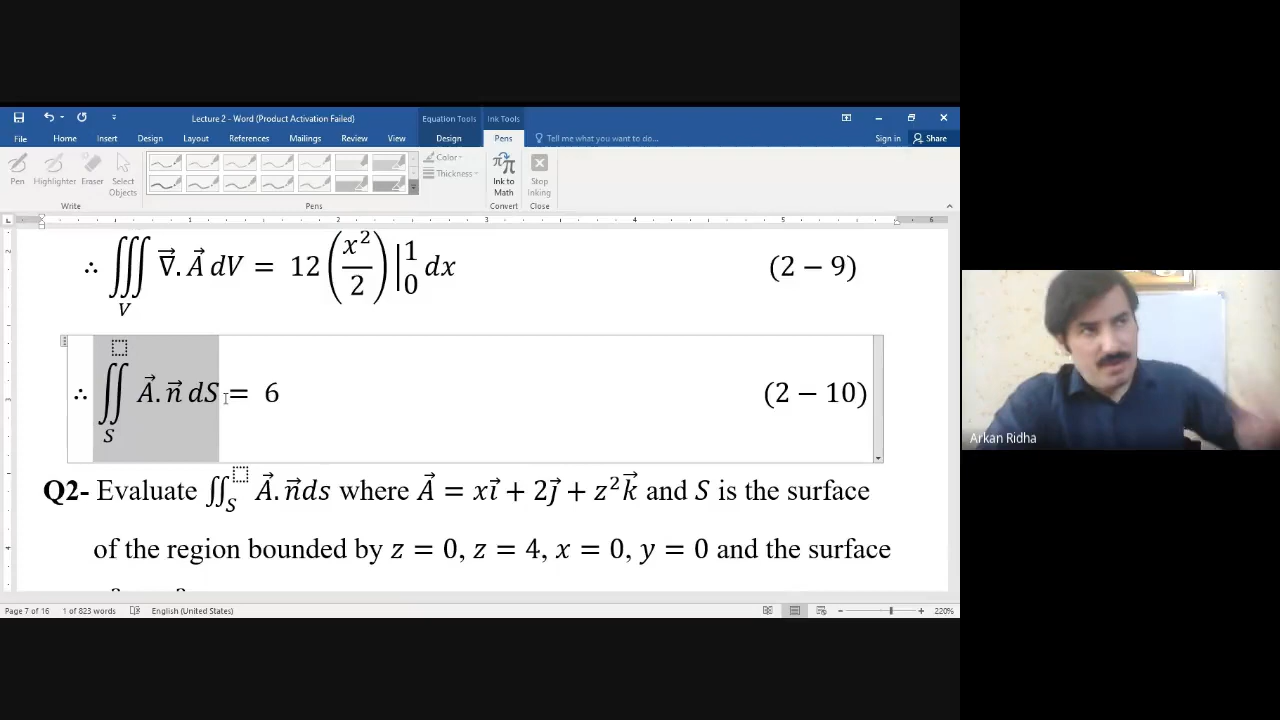 Lecture 2 - Word (Product Activation Failed)
Equation Tools
Ink Tools
File Home Insert Design Layout References Mailings Review View Design Pens Tell me what you want to do... Sign in Share
Pen Highlighter Eraser Select Objects
Color
Thickness
Ink to Math
Stop Inking
Write Pens Convert Close
∴ ∭_V ∇⃗. A⃗ dV = 12 (x²/2) |₀¹ dx (2 − 9)
∴ ∬_S A⃗. n⃗ dS = 6 (2 − 10)
Q2- Evaluate ∬_S A⃗. n⃗ds where A⃗ = xı⃗ + 2ȷ⃗ + z²k⃗ and S is the surface
of the region bounded by z = 0, z = 4, x = 0, y = 0 and the surface
Page 7 of 16 1 of 823 words English (United States) 220%
Arkan Ridha